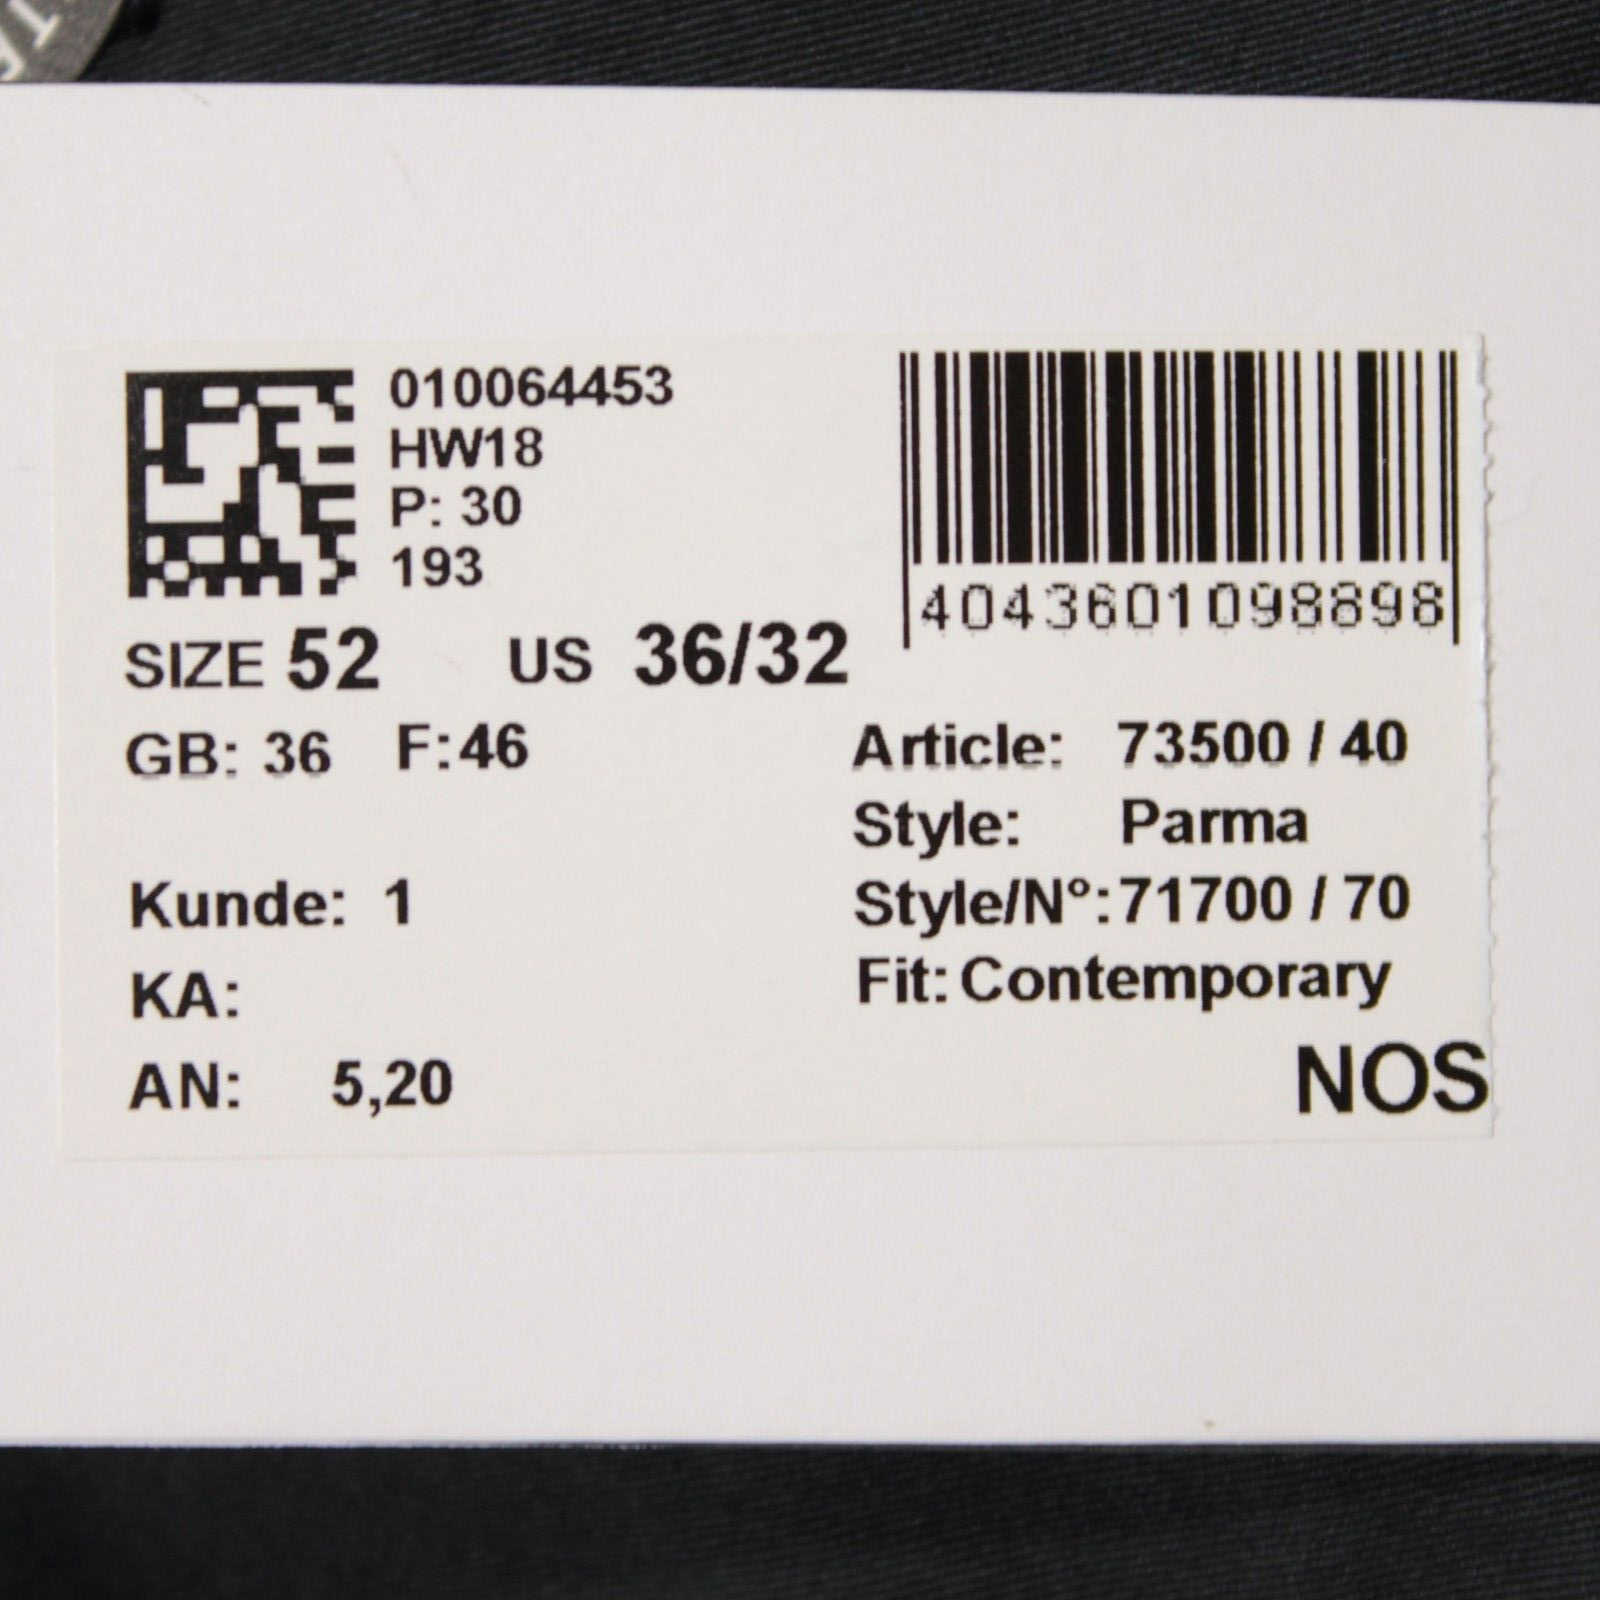 010064453
HW18
P: 30
193
4043601098898
SIZE 52 US 36/32
GB: 36 F:46
Article: 73500 / 40
Style: Parma
Style/N°:71700 / 70
Fit: Contemporary
Kunde: 1
KA:
AN: 5,20
NOS